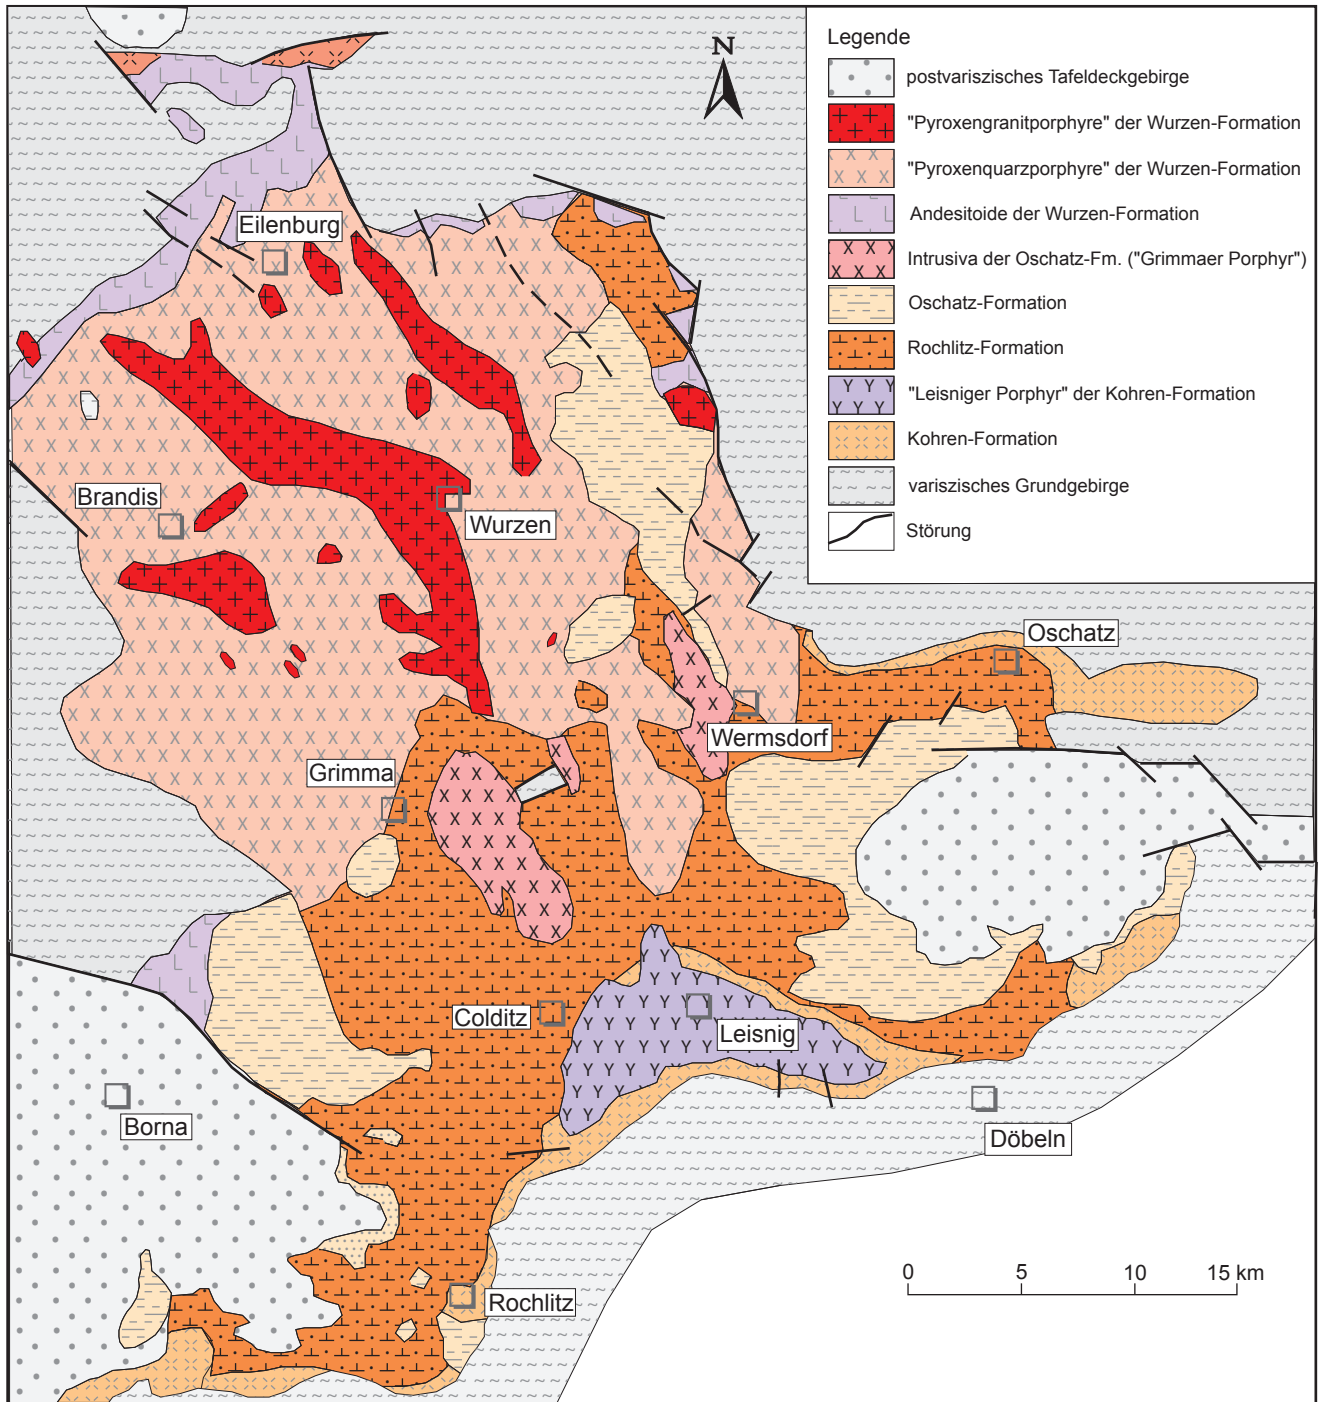 Legende
N
postvariszisches Tafeldeckgebirge
"Pyroxengranitporphyre" der Wurzen-Formation
"Pyroxenquarzporphyre" der Wurzen-Formation
Andesitoide der Wurzen-Formation
Intrusiva der Oschatz-Fm. ("Grimmaer Porphyr")
Oschatz-Formation
Rochlitz-Formation
"Leisniger Porphyr" der Kohren-Formation
Kohren-Formation
variszisches Grundgebirge
Störung
Eilenburg
Brandis
Wurzen
Oschatz
Wermsdorf
Grimma
Colditz
Leisnig
Borna
Döbeln
Rochlitz
0 5 10 15 km